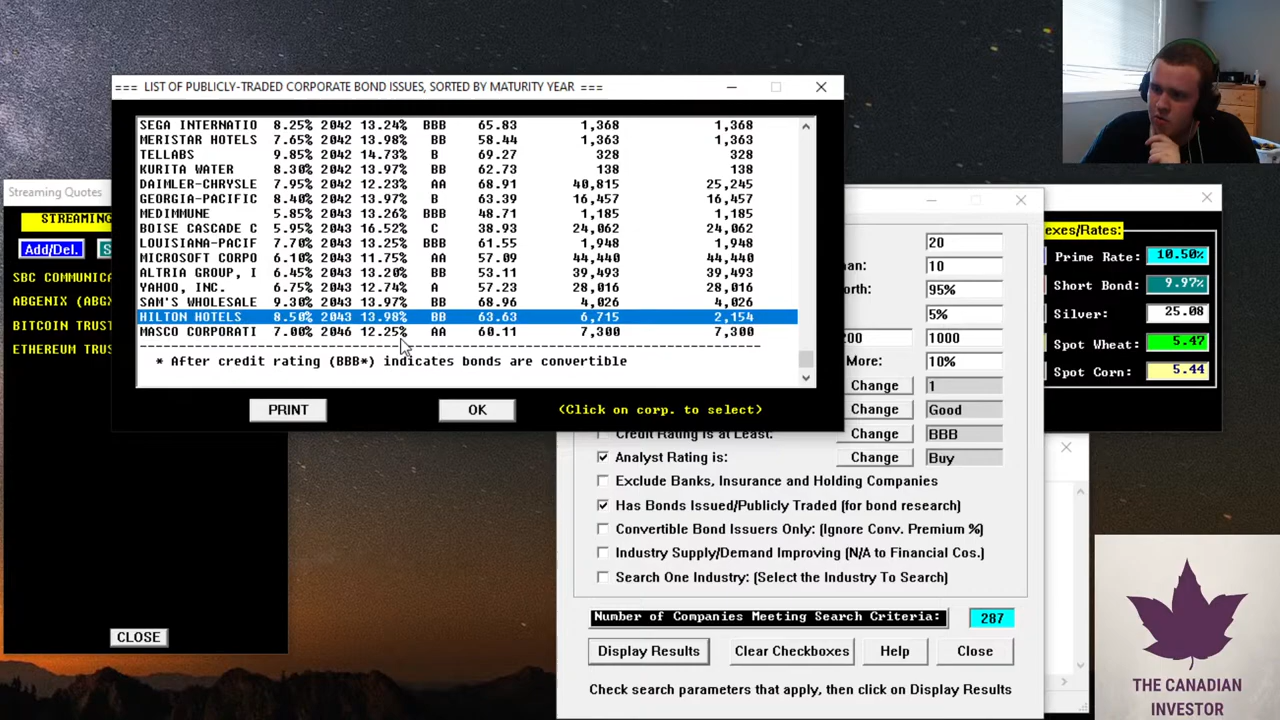 === LIST OF PUBLICLY-TRADED CORPORATE BOND ISSUES, SORTED BY MATURITY YEAR ===
SEGA INTERNATIO 8.25% 2042 13.24% BBB 65.83 1,368 1,368
MERISTAR HOTELS 7.65% 2042 13.98% BB 58.44 1,363 1,363
TELLABS 9.85% 2042 14.73% B 69.27 328 328
KURITA WATER 8.30% 2042 13.97% BB 62.73 138 138
DAIMLER-CHRYSLE 7.95% 2042 12.23% AA 68.91 40,815 25,245
GEORGIA-PACIFIC 8.40% 2042 13.97% B 63.39 16,457 16,457
MEDIMMUNE 5.85% 2043 13.26% BBB 48.71 1,185 1,185
BOISE CASCADE C 5.95% 2043 16.52% C 38.93 24,062 24,062
LOUISIANA-PACIF 7.70% 2043 13.25% BBB 61.55 1,948 1,948
MICROSOFT CORPO 6.10% 2043 11.75% AA 57.09 44,440 44,440
ALTRIA GROUP, I 6.45% 2043 13.20% BB 53.11 39,493 39,493
YAHOO, INC. 6.75% 2043 12.74% A 57.23 28,016 28,016
SAM'S WHOLESALE 9.30% 2043 13.97% BB 68.96 4,026 4,026
HILTON HOTELS 8.50% 2043 13.98% BB 63.63 6,715 2,154
MASCO CORPORATI 7.00% 2046 12.25% AA 60.11 7,300 7,300
* After credit rating (BBB*) indicates bonds are convertible
PRINT
OK
(Click on corp. to select)
Streaming Quotes
STREAMING
Add/Del.
S
SBC COMMUNICA
ABGENIX (ABG
BITCOIN TRUST
ETHEREUM TRUS
CLOSE
20
man: 10
orth: 95%
5%
200 1000
More: 10%
Change 1
Change Good
Credit Rating is at Least: Change BBB
Analyst Rating is: Change Buy
Exclude Banks, Insurance and Holding Companies
Has Bonds Issued/Publicly Traded (for bond research)
Convertible Bond Issuers Only: (Ignore Conv. Premium %)
Industry Supply/Demand Improving (N/A to Financial Cos.)
Search One Industry: (Select the Industry To Search)
Number of Companies Meeting Search Criteria: 287
Display Results
Clear Checkboxes
Help
Close
Check search parameters that apply, then click on Display Results
exes/Rates:
Prime Rate: 10.50%
Short Bond: 9.97%
Silver: 25.08
Spot Wheat: 5.47
Spot Corn: 5.44
THE CANADIAN
INVESTOR